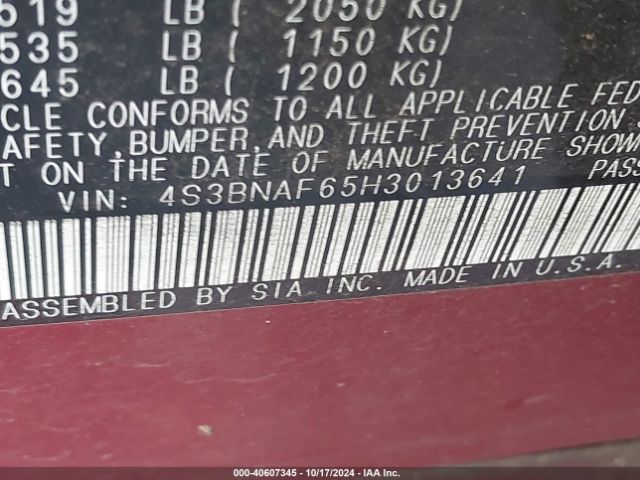 519 LB ( 2050 KG)
535 LB ( 1150 KG)
645 LB ( 1200 KG)
CLE CONFORMS TO ALL APPLICABLE FED
AFETY, BUMPER, AND THEFT PREVENTION S
T ON THE DATE OF MANUFACTURE SHOWN
VIN: 4S3BNAF65H3013641 PASS
ASSEMBLED BY SIA INC. MADE IN U.S.A.
000-40607345 - 10/17/2024 - IAA Inc.